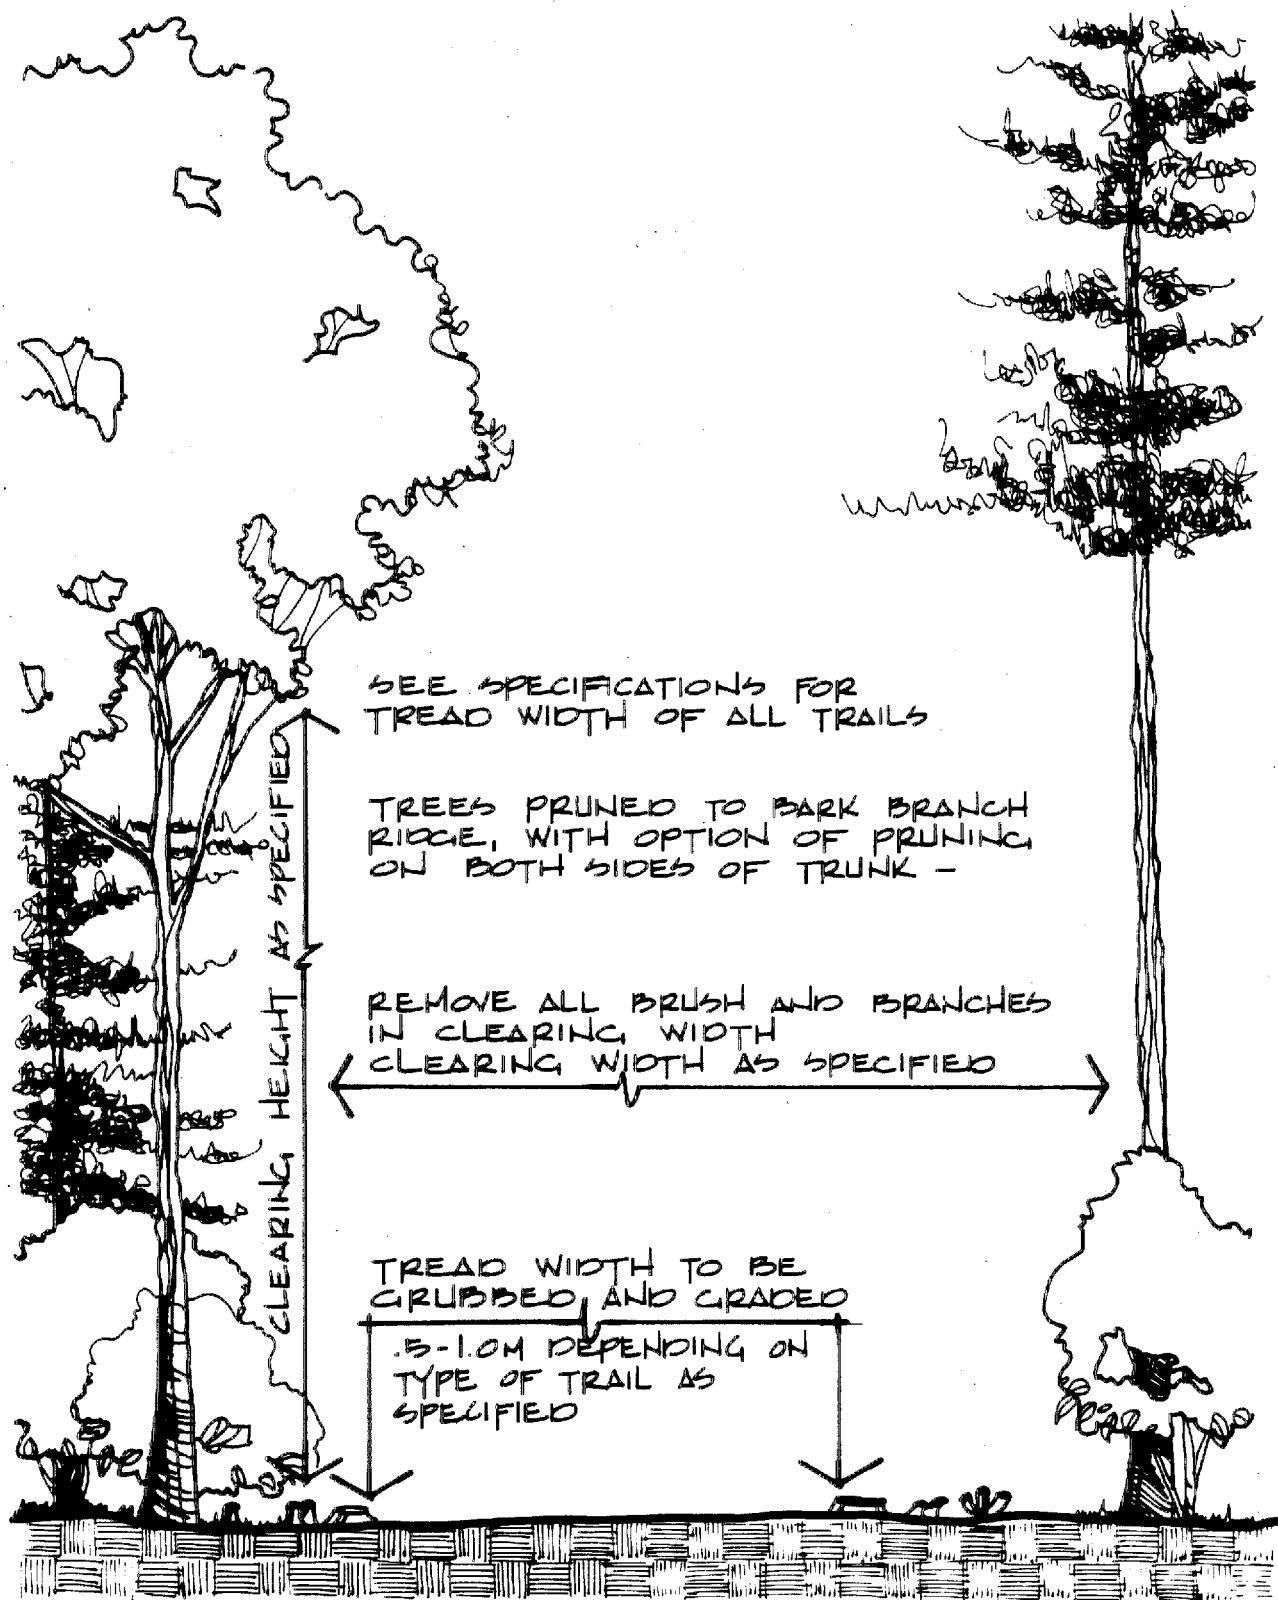 SEE SPECIFICATIONS FOR
TREAD WIDTH OF ALL TRAILS
TREES PRUNED TO BARK BRANCH
RIDGE, WITH OPTION OF PRUNING
ON BOTH SIDES OF TRUNK –
CLEARING HEIGHT AS SPECIFIED
REMOVE ALL BRUSH AND BRANCHES
IN CLEARING WIDTH
CLEARING WIDTH AS SPECIFIED
TREAD WIDTH TO BE
GRUBBED AND GRADED
.5-1.0M DEPENDING ON
TYPE OF TRAIL AS
SPECIFIED